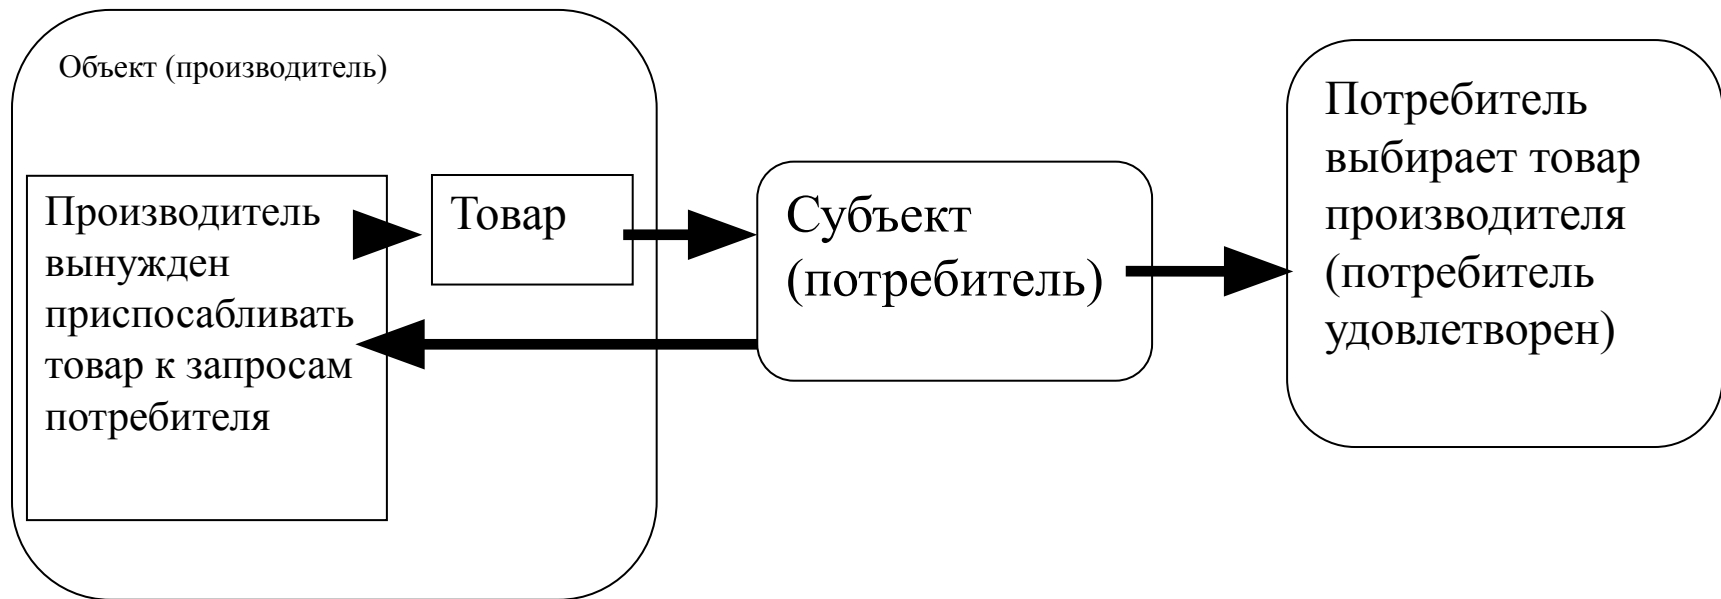 Объект (производитель)
Производитель
вынужден
приспосабливать
товар к запросам
потребителя
Товар
Субъект
(потребитель)
Потребитель
выбирает товар
производителя
(потребитель
удовлетворен)